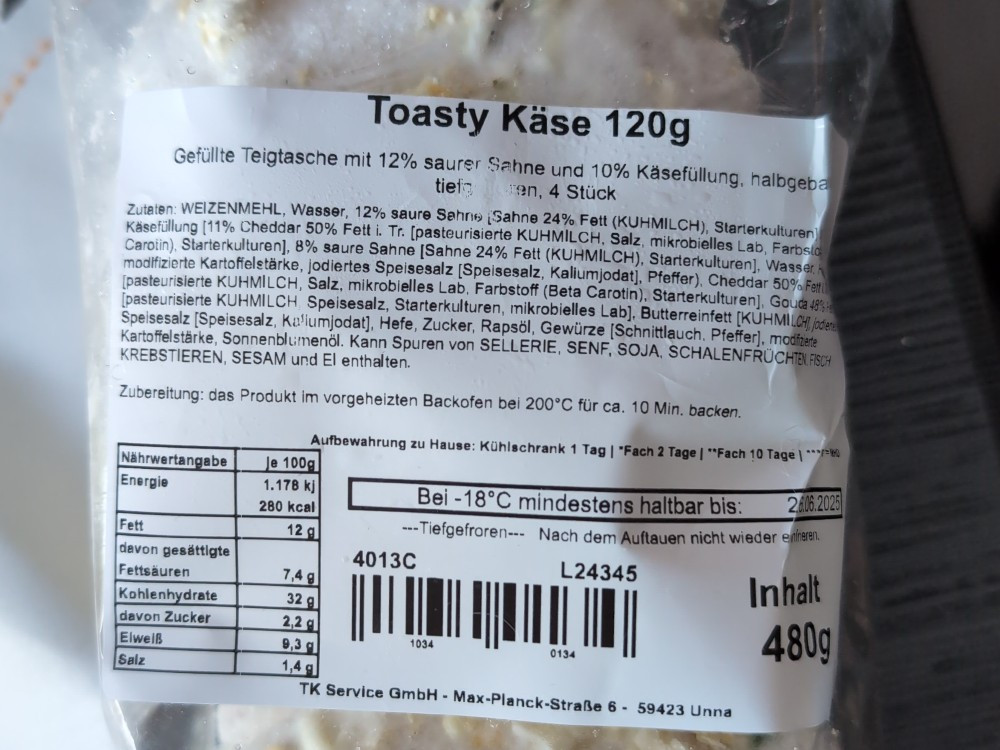 Toasty Käse 120g
Gefüllte Teigtasche mit 12% saurer Sahne und 10% Käsefüllung, halbgeba
4 Stück
Zutaten: WEIZENMEHL, Wasser, 12% saure Sahne [Sahne 24% Fett (KUHMILCH), Starterkulturen]
Käsefüllung [11% Cheddar 50% Fett i. Tr. [pasteurisierte KUHMILCH, Salz, mikrobielles Lab, Farbsto
Carotin), Starterkulturen], 8% saure Sahne [Sahne 24% Fett (KUHMILCH), Starterkulturen], Wasser,
modifizierte Kartoffelstärke, jodiertes Speisesalz [Speisesalz, Kaliumjodat], Pfeffer), Cheddar 50% Fett i
[pasteurisierte KUHMILCH, Salz, mikrobielles Lab, Farbstoff (Beta Carotin), Starterkulturen], Gouda 48%
[pasteurisierte KUHMILCH Speisesalz, Starterkulturen, mikrobielles Lab], Butterreinfett [KUHMILCH], jodiertes
Speisesalz [Speisesalz, Kaliumjodat], Hefe, Zucker, Rapsöl, Gewürze [Schnittlauch, Pfeffer], modifizierte
Kartoffelstärke, Sonnenblumenöl. Kann Spuren von SELLERIE, SENF, SOJA, SCHALENFRÜCHTEN, FISCH
KREBSTIEREN, SESAM und EI enthalten.
Zubereitung: das Produkt im vorgeheizten Backofen bei 200°C für ca. 10 Min. backen.
Aufbewahrung zu Hause: Kühlschrank 1 Tag | *Fach 2 Tage | **Fach 10 Tage |
Nährwertangabe je 100g
Energie 1.178 kj
280 kcal
Fett 12 g
davon gesättigte
Fettsäuren 7,4 g
Kohlenhydrate 32 g
davon Zucker 2,2 g
Eiweiß 9,3 g
Salz 1,4 g
Bei -18°C mindestens haltbar bis: 26.06.2025
---Tiefgefroren--- Nach dem Auftauen nicht wieder einfrieren.
4013C L24345
1034 0134
Inhalt
480g
TK Service GmbH - Max-Planck-Straße 6 - 59423 Unna